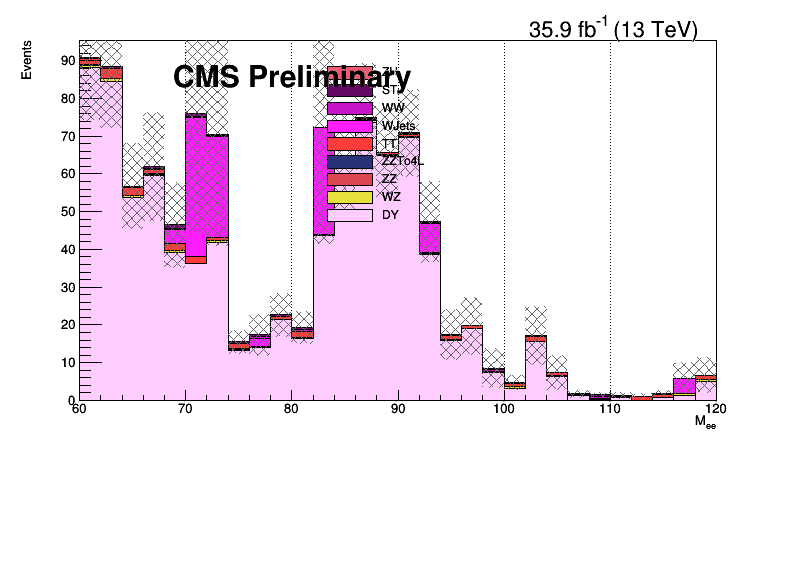 35.9 fb⁻¹ (13 TeV)
Events
CMS Preliminary
ZH
ST
WW
WJets
TT
ZZTo4L
ZZ
WZ
DY
90
80
70
60
50
40
30
20
10
0
60 70 80 90 100 110 120
Mee